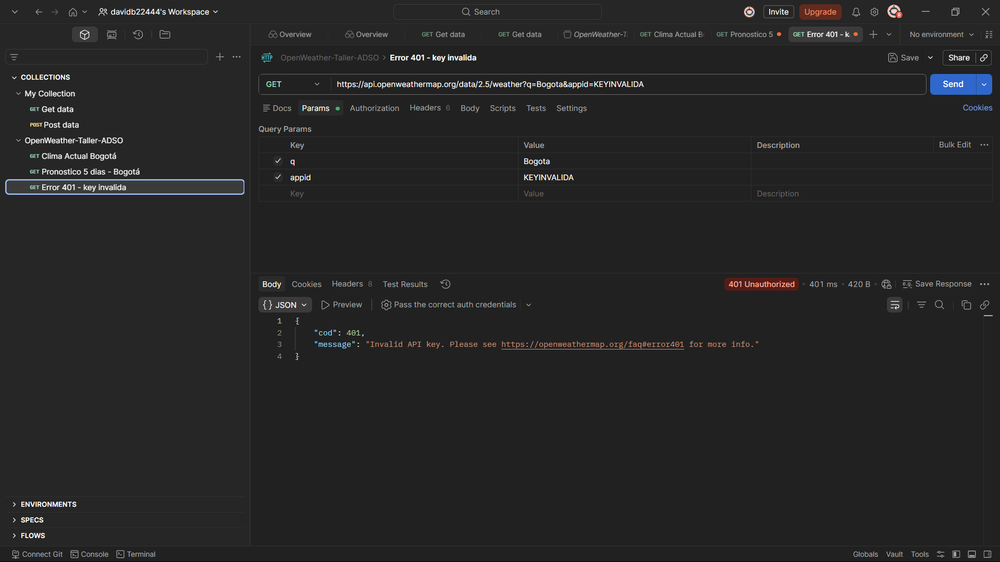 davidb22444's Workspace
Search
Invite
Upgrade
Overview
Overview
GET Get data
GET Get data
OpenWeather-T
GET Clima Actual B
GET Pronostico 5
GET Error 401 - k
No environment
HTTP OpenWeather-Taller-ADSO > Error 401 - key invalida
Save
Share
COLLECTIONS
My Collection
GET Get data
POST Post data
OpenWeather-Taller-ADSO
GET Clima Actual Bogotá
GET Pronostico 5 dias - Bogotá
GET Error 401 - key invalida
GET
https://api.openweathermap.org/data/2.5/weather?q=Bogota&appid=KEYINVALIDA
Send
Docs
Params
Authorization
Headers 6
Body
Scripts
Tests
Settings
Cookies
Query Params
Key Value Description Bulk Edit
q Bogota
appid KEYINVALIDA
Key Value Description
Body
Cookies
Headers 8
Test Results
401 Unauthorized
401 ms
420 B
e.g. Save Response
{} JSON
Preview
Pass the correct auth credentials
1 {
2 "cod": 401,
3 "message": "Invalid API key. Please see https://openweathermap.org/faq#error401 for more info."
4 }
ENVIRONMENTS
SPECS
FLOWS
Connect Git
Console
Terminal
Globals
Vault
Tools